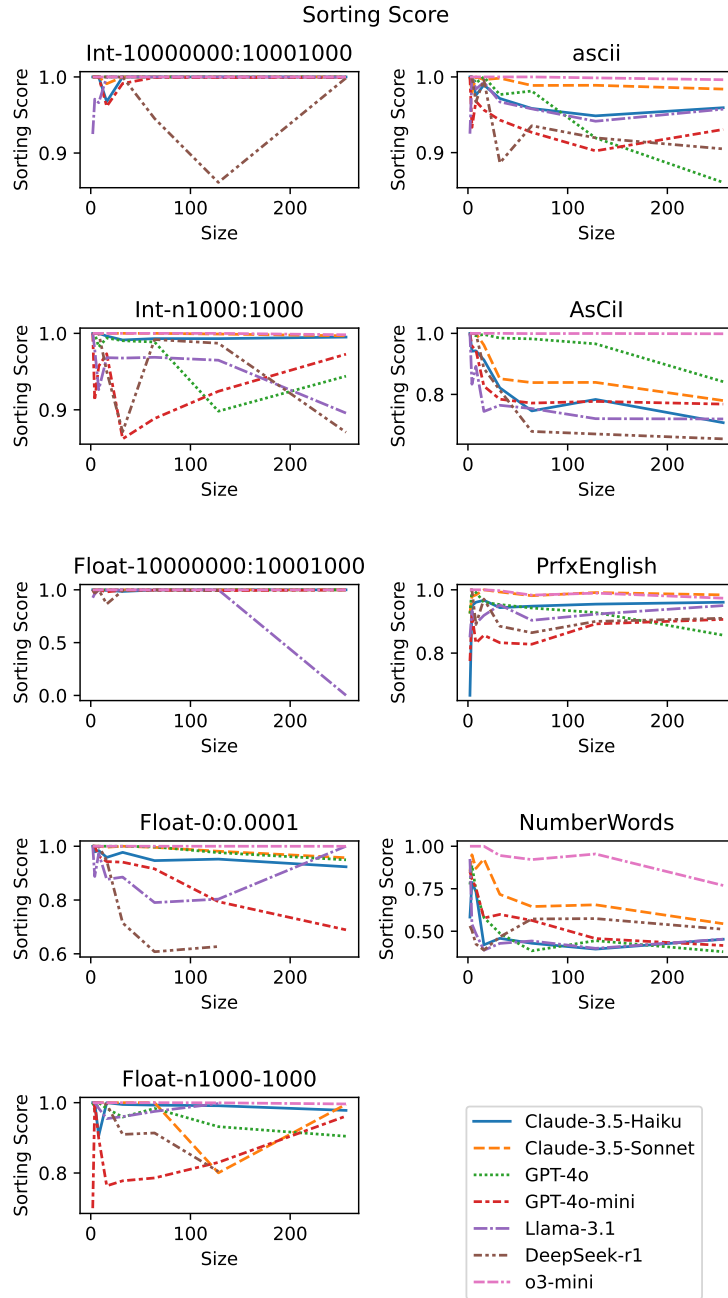 Sorting Score
Int-10000000:10001000
Sorting Score
1.0
0.9
0
100
200
Size
ascii
Sorting Score
1.0
0.9
0
100
200
Size
Int-n1000:1000
Sorting Score
1.0
0.9
0
100
200
Size
AsCiI
Sorting Score
1.0
0.8
0
100
200
Size
Float-10000000:10001000
Sorting Score
1.0
0.5
0.0
0
100
200
Size
PrfxEnglish
Sorting Score
1.0
0.8
0
100
200
Size
Float-0:0.0001
Sorting Score
1.0
0.8
0.6
0
100
200
Size
NumberWords
Sorting Score
1.00
0.75
0.50
0
100
200
Size
Float-n1000-1000
Sorting Score
1.0
0.8
0
100
200
Size
Claude-3.5-Haiku
Claude-3.5-Sonnet
GPT-4o
GPT-4o-mini
Llama-3.1
DeepSeek-r1
o3-mini